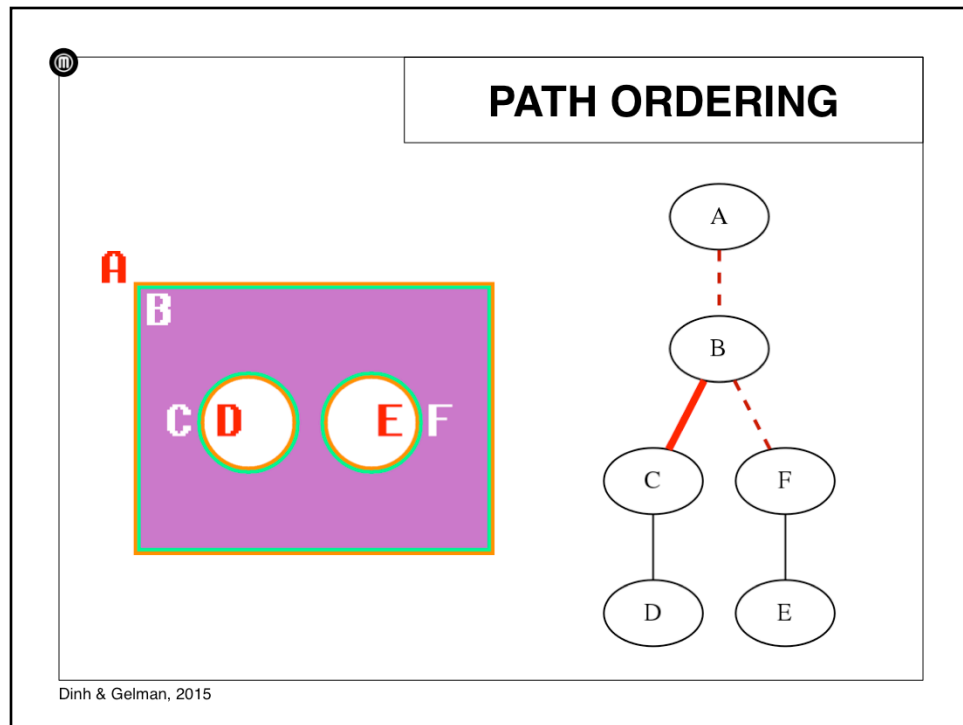 m
PATH ORDERING
A
B
C D E F
A
B
C F
D E
Dinh & Gelman, 2015